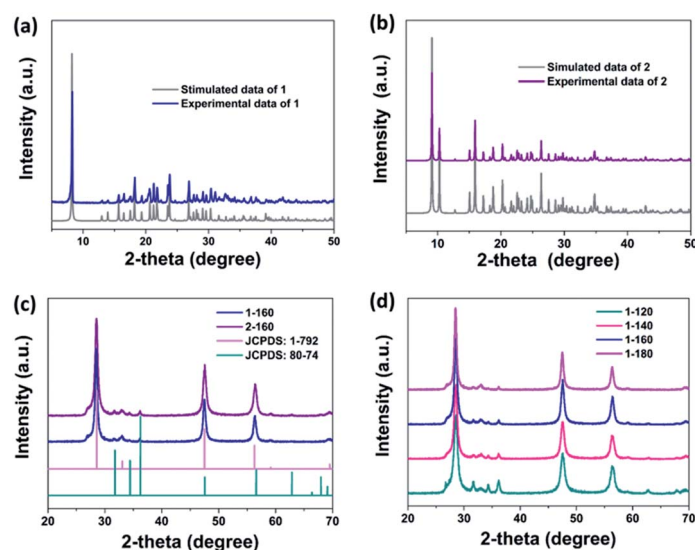 (a)
Intensity (a.u.)
Stimulated data of 1
Experimental data of 1
10 20 30 40 50
2-theta (degree)
(b)
Intensity (a.u.)
Simulated data of 2
Experimental data of 2
10 20 30 40 50
2-theta (degree)
(c)
Intensity (a.u.)
1-160
2-160
JCPDS: 1-792
JCPDS: 80-74
20 30 40 50 60 70
2-theta (degree)
(d)
Intensity (a.u.)
1-120
1-140
1-160
1-180
20 30 40 50 60 70
2-theta (degree)